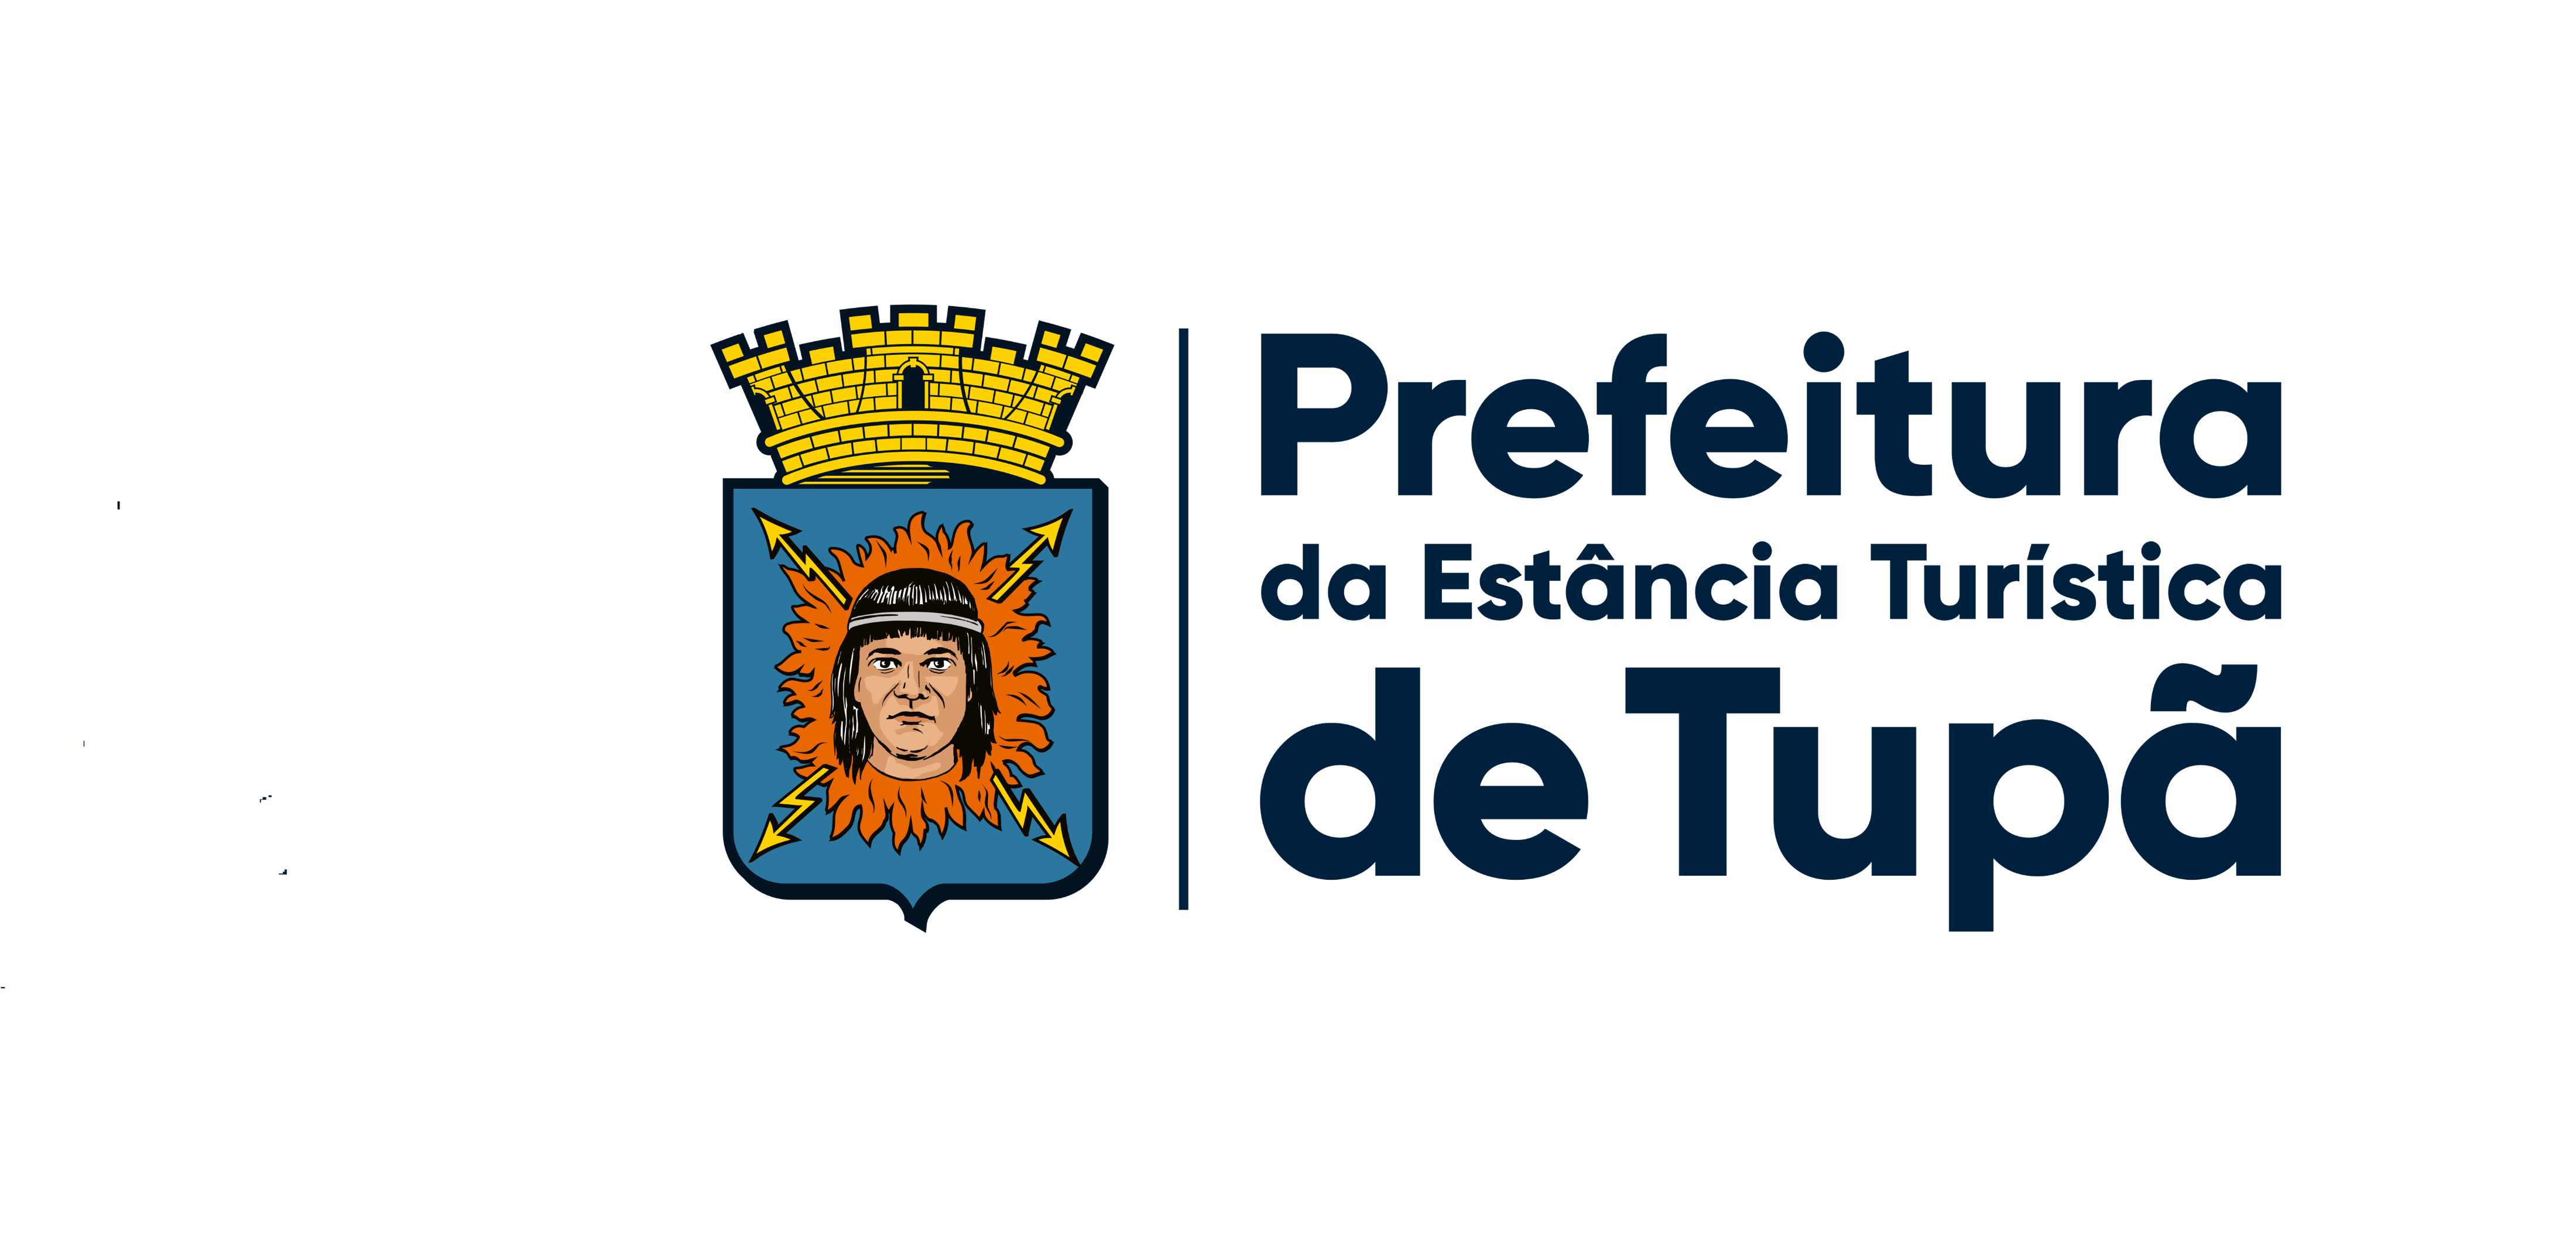 Prefeitura
da Estância Turística
de Tupã